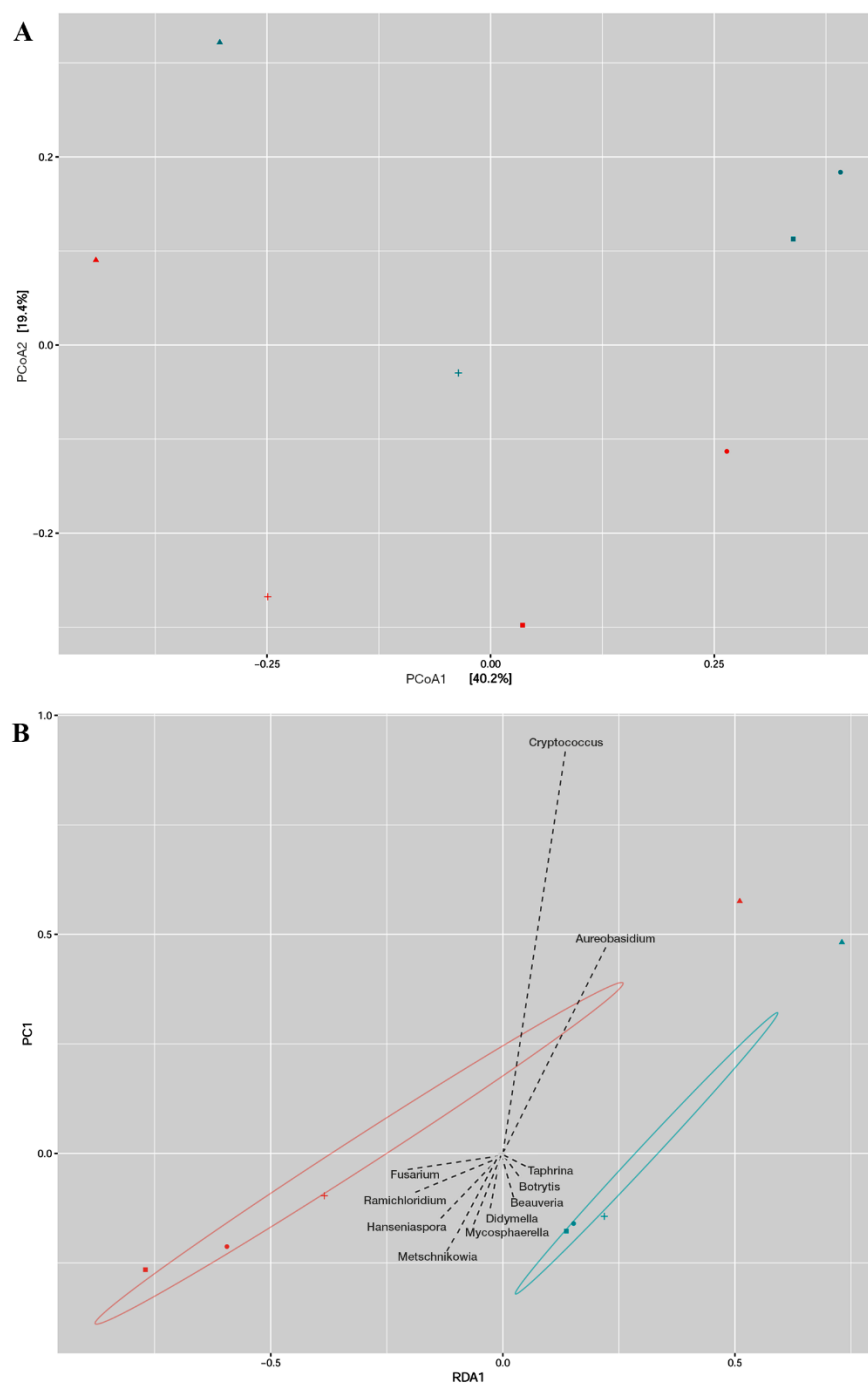 A
0.2
0.0
−0.2
PCoA2 [19.4%]
−0.25
0.00
0.25
PCoA1 [40.2%]
B
1.0
0.5
0.0
PC1
Cryptococcus
Aureobasidium
Fusarium
Taphrina
Ramichloridium
Botrytis
Beauveria
Hanseniaspora
Didymella
Mycosphaerella
Metschnikowia
−0.5
0.0
0.5
RDA1